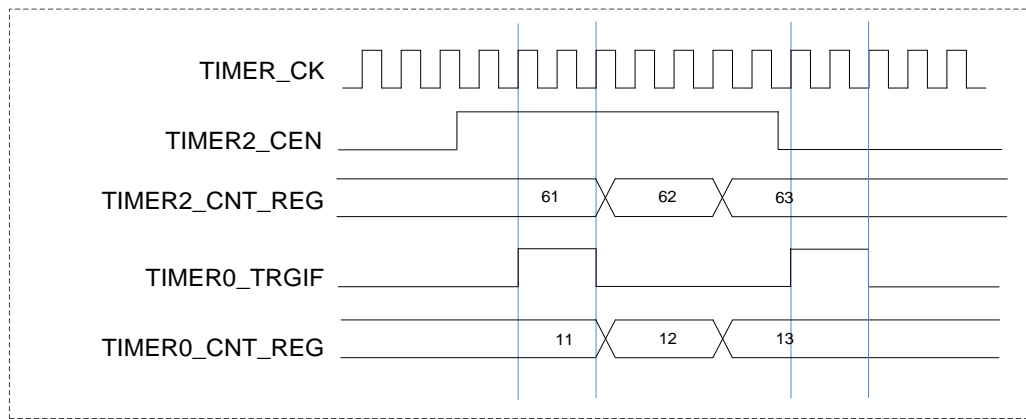 TIMER_CK
TIMER2_CEN
TIMER2_CNT_REG 61 62 63
TIMER0_TRGIF
TIMER0_CNT_REG 11 12 13